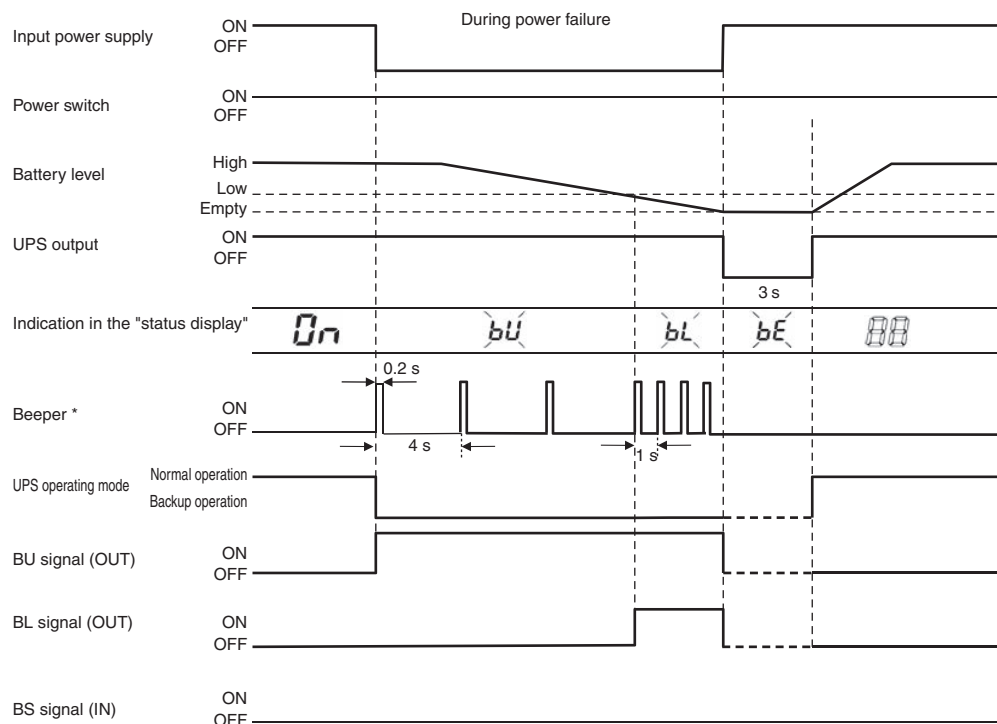 During power failure
Input power supply ON
OFF
Power switch ON
OFF
Battery level High
Low
Empty
UPS output ON
OFF
3 s
Indication in the "status display" On bU bL bE 88
0.2 s
Beeper * ON
OFF
4 s 1 s
UPS operating mode Normal operation
Backup operation
BU signal (OUT) ON
OFF
BL signal (OUT) ON
OFF
BS signal (IN) ON
OFF